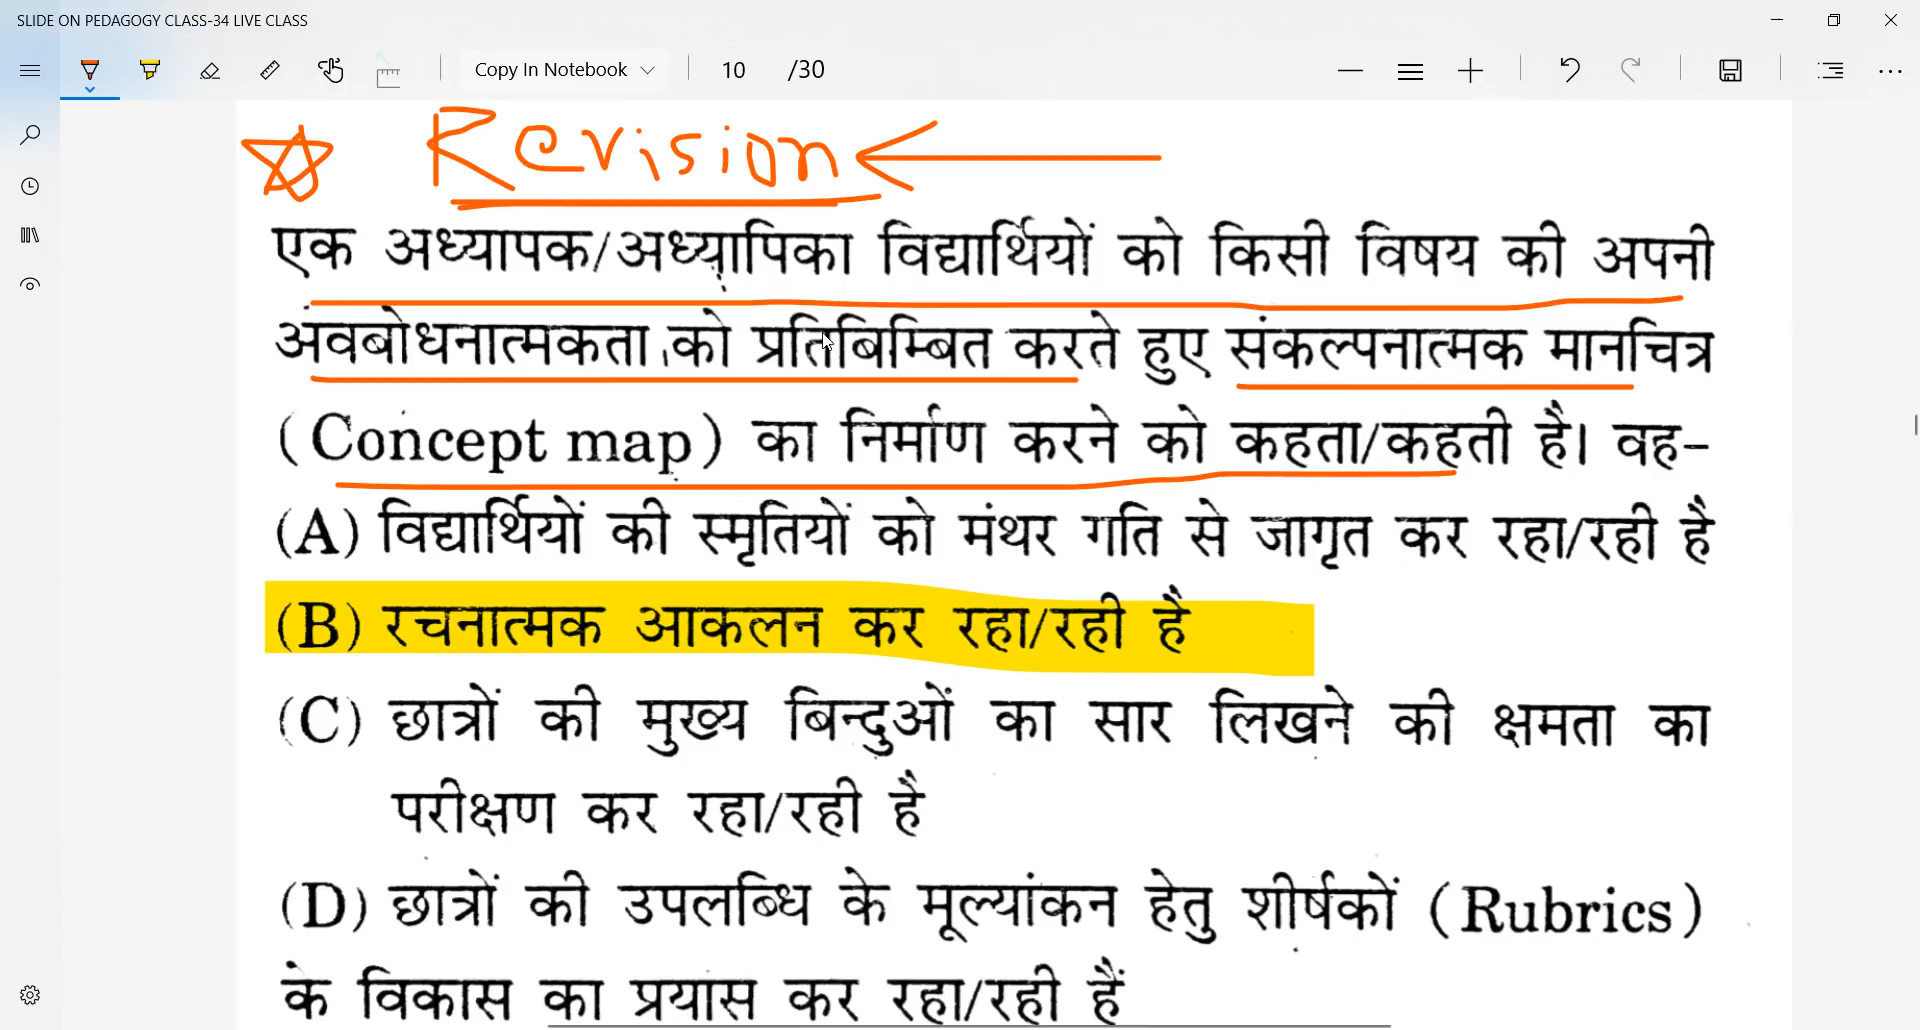 SLIDE ON PEDAGOGY CLASS-34 LIVE CLASS
Copy In Notebook 10 /30
Revision
एक अध्यापक/अध्यापिका विद्यार्थियों को किसी विषय की अपनी
अवबोधनात्मकता को प्रतिबिम्बित करते हुए संकल्पनात्मक मानचित्र
(Concept map) का निर्माण करने को कहता/कहती है। वह–
(A) विद्यार्थियों की स्मृतियों को मंथर गति से जागृत कर रहा/रही है
(B) रचनात्मक आकलन कर रहा/रही है
(C) छात्रों की मुख्य बिन्दुओं का सार लिखने की क्षमता का
परीक्षण कर रहा/रही है
(D) छात्रों की उपलब्धि के मूल्यांकन हेतु शीर्षकों (Rubrics)
के विकास का प्रयास कर रहा/रही हैं